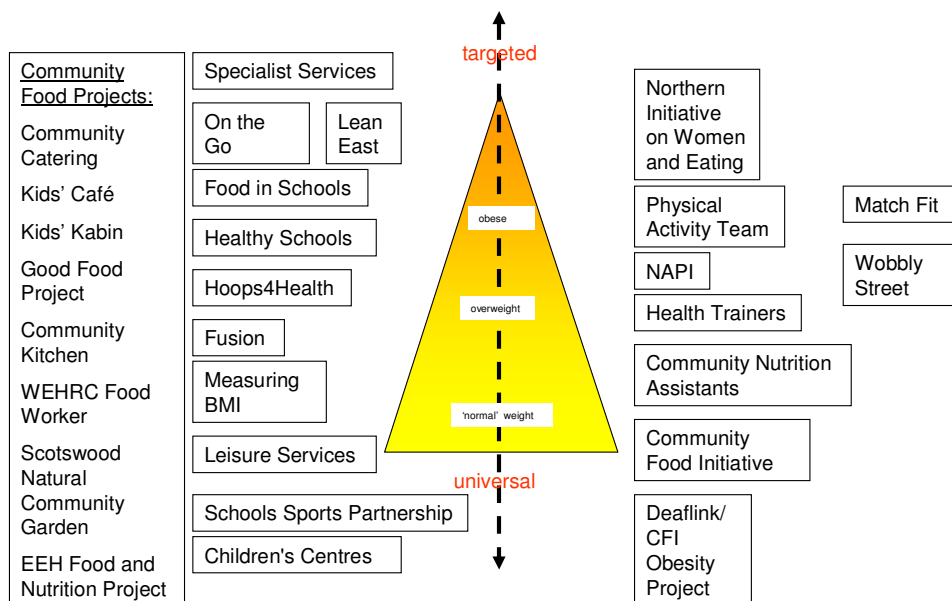 Community
Food Projects:
Community
Catering
Kids' Café
Kids' Kabin
Good Food
Project
Community
Kitchen
WEHRC Food
Worker
Scotswood
Natural
Community
Garden
EEH Food and
Nutrition Project
Specialist Services
On the
Go
Lean
East
Food in Schools
Healthy Schools
Hoops4Health
Fusion
Measuring
BMI
Leisure Services
Schools Sports Partnership
Children's Centres
targeted
obese
overweight
'normal' weight
universal
Northern
Initiative
on Women
and Eating
Physical
Activity Team
NAPI
Health Trainers
Community Nutrition
Assistants
Community
Food Initiative
Deaflink/
CFI
Obesity
Project
Match Fit
Wobbly
Street